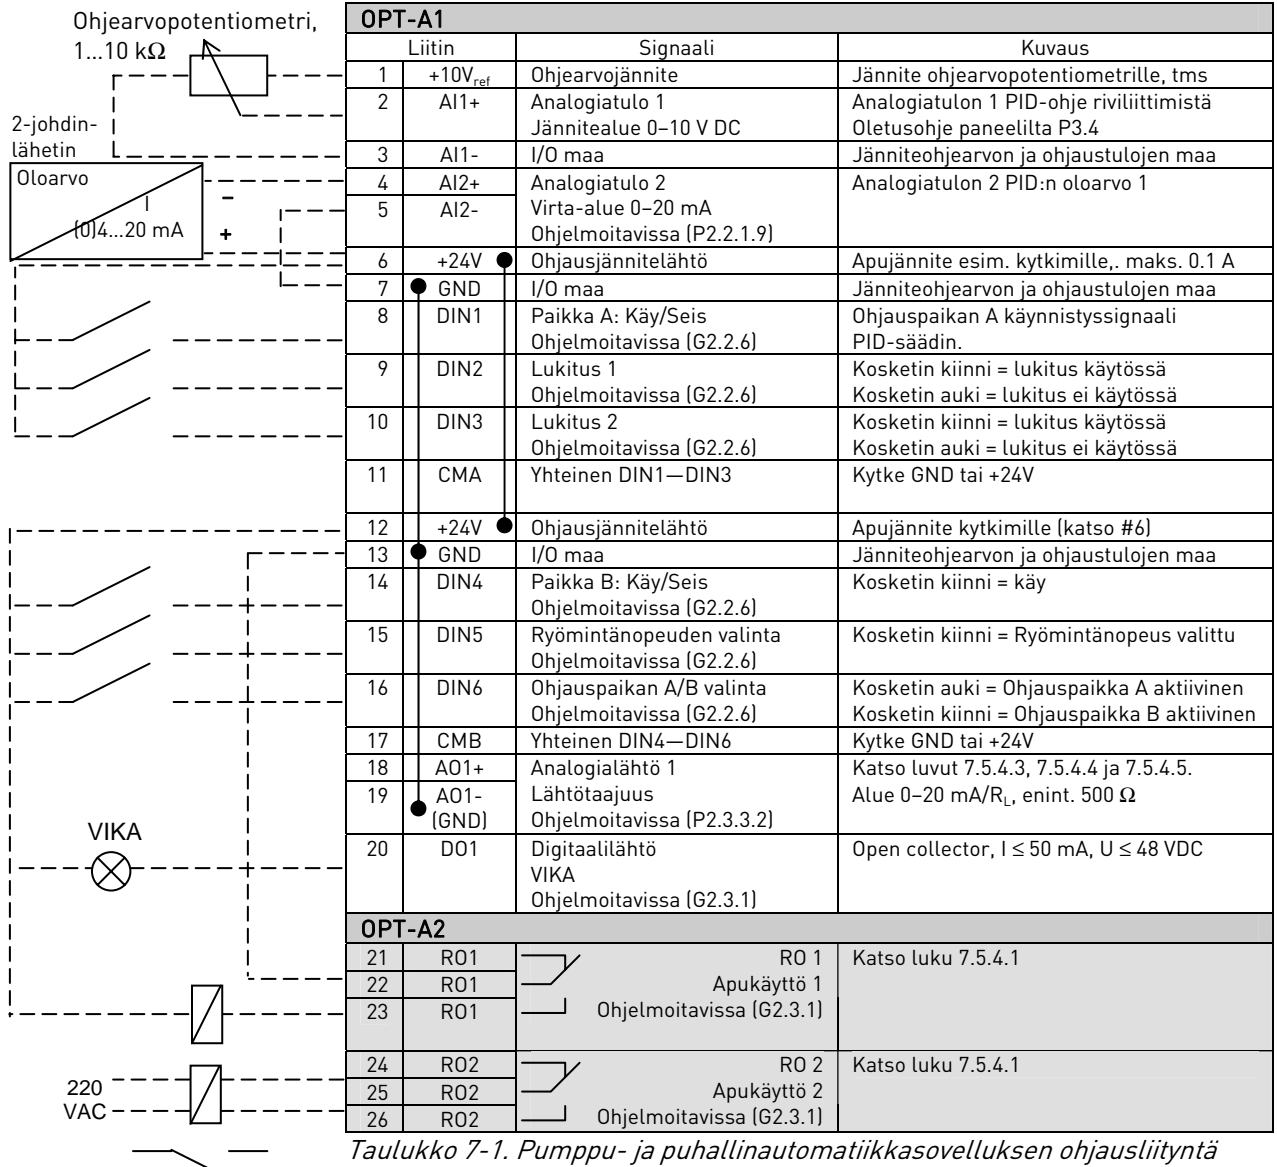 Ohjearvopotentiometri,
1...10 kΩ
2-johdin-
lähetin
Oloarvo
I
(0)4...20 mA
–
+
VIKA
220
VAC
OPT-A1
Liitin Signaali Kuvaus
1 +10Vref Ohjearvojännite Jännite ohjearvopotentiometrille, tms
2 AI1+ Analogiatulo 1 Analogiatulon 1 PID-ohje riviliittimistä
Jännitealue 0–10 V DC Oletusohje paneelilta P3.4
3 AI1- I/O maa Jänniteohjearvon ja ohjaustulojen maa
4 AI2+ Analogiatulo 2 Analogiatulon 2 PID:n oloarvo 1
5 AI2- Virta-alue 0–20 mA
Ohjelmoitavissa (P2.2.1.9)
6 +24V Ohjausjännitelähtö Apujännite esim. kytkimille,. maks. 0.1 A
7 GND I/O maa Jänniteohjearvon ja ohjaustulojen maa
8 DIN1 Paikka A: Käy/Seis Ohjauspaikan A käynnistyssignaali
Ohjelmoitavissa (G2.2.6) PID-säädin.
9 DIN2 Lukitus 1 Kosketin kiinni = lukitus käytössä
Ohjelmoitavissa (G2.2.6) Kosketin auki = lukitus ei käytössä
10 DIN3 Lukitus 2 Kosketin kiinni = lukitus käytössä
Ohjelmoitavissa (G2.2.6) Kosketin auki = lukitus ei käytössä
11 CMA Yhteinen DIN1—DIN3 Kytke GND tai +24V
12 +24V Ohjausjännitelähtö Apujännite kytkimille (katso #6)
13 GND I/O maa Jänniteohjearvon ja ohjaustulojen maa
14 DIN4 Paikka B: Käy/Seis Kosketin kiinni = käy
Ohjelmoitavissa (G2.2.6)
15 DIN5 Ryömintänopeuden valinta Kosketin kiinni = Ryömintänopeus valittu
Ohjelmoitavissa (G2.2.6)
16 DIN6 Ohjauspaikan A/B valinta Kosketin auki = Ohjauspaikka A aktiivinen
Ohjelmoitavissa (G2.2.6) Kosketin kiinni = Ohjauspaikka B aktiivinen
17 CMB Yhteinen DIN4—DIN6 Kytke GND tai +24V
18 AO1+ Analogialähtö 1 Katso luvut 7.5.4.3, 7.5.4.4 ja 7.5.4.5.
19 AO1- Lähtötaajuus Alue 0–20 mA/RL, enint. 500 Ω
(GND) Ohjelmoitavissa (P2.3.3.2)
20 DO1 Digitaalilähtö Open collector, I ≤ 50 mA, U ≤ 48 VDC
VIKA
Ohjelmoitavissa (G2.3.1)
OPT-A2
21 RO1 RO 1 Katso luku 7.5.4.1
22 RO1 Apukäyttö 1
23 RO1 Ohjelmoitavissa (G2.3.1)
24 RO2 RO 2 Katso luku 7.5.4.1
25 RO2 Apukäyttö 2
26 RO2 Ohjelmoitavissa (G2.3.1)
Taulukko 7-1. Pumppu- ja puhallinautomatiikkasovelluksen ohjausliityntä